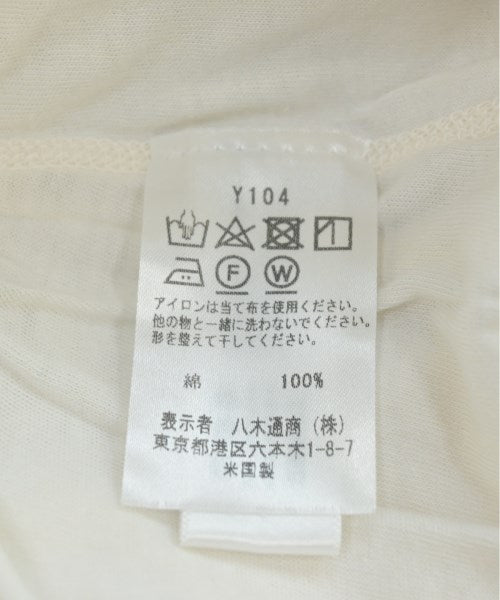 Y104
F W
アイロンは当て布を使用ください。
他の物と一緒に洗わないでください。
形を整えて干してください。
綿 100%
表示者 八木通商(株)
東京都港区六本木1-8-7
米国製